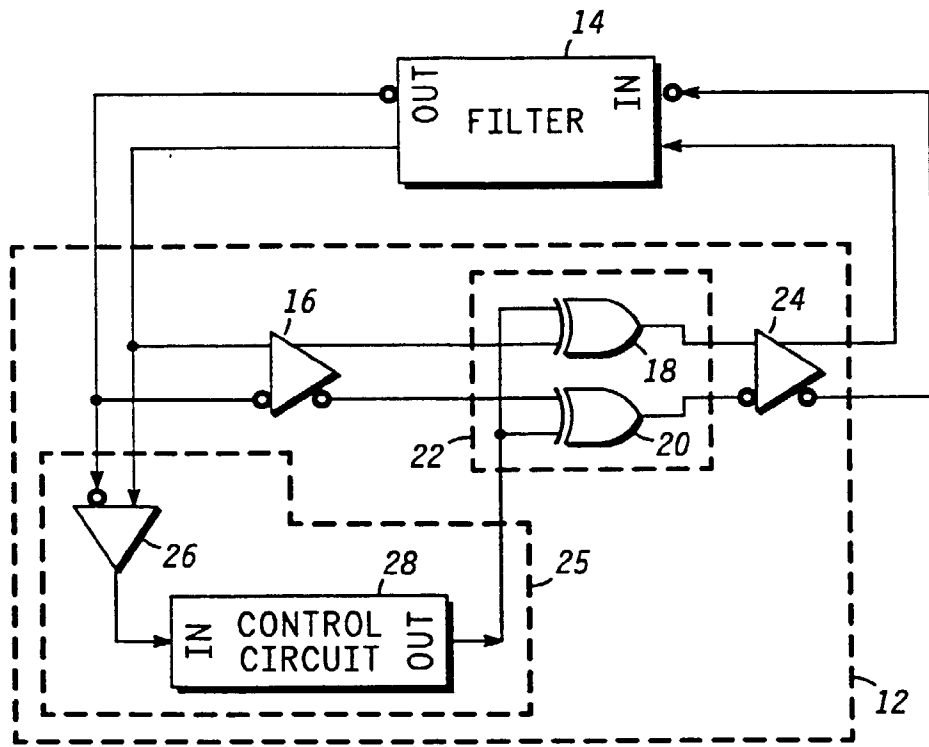 14
OUT
FILTER
IN
16
18
24
22
20
26
28
25
IN
CONTROL
CIRCUIT
OUT
12